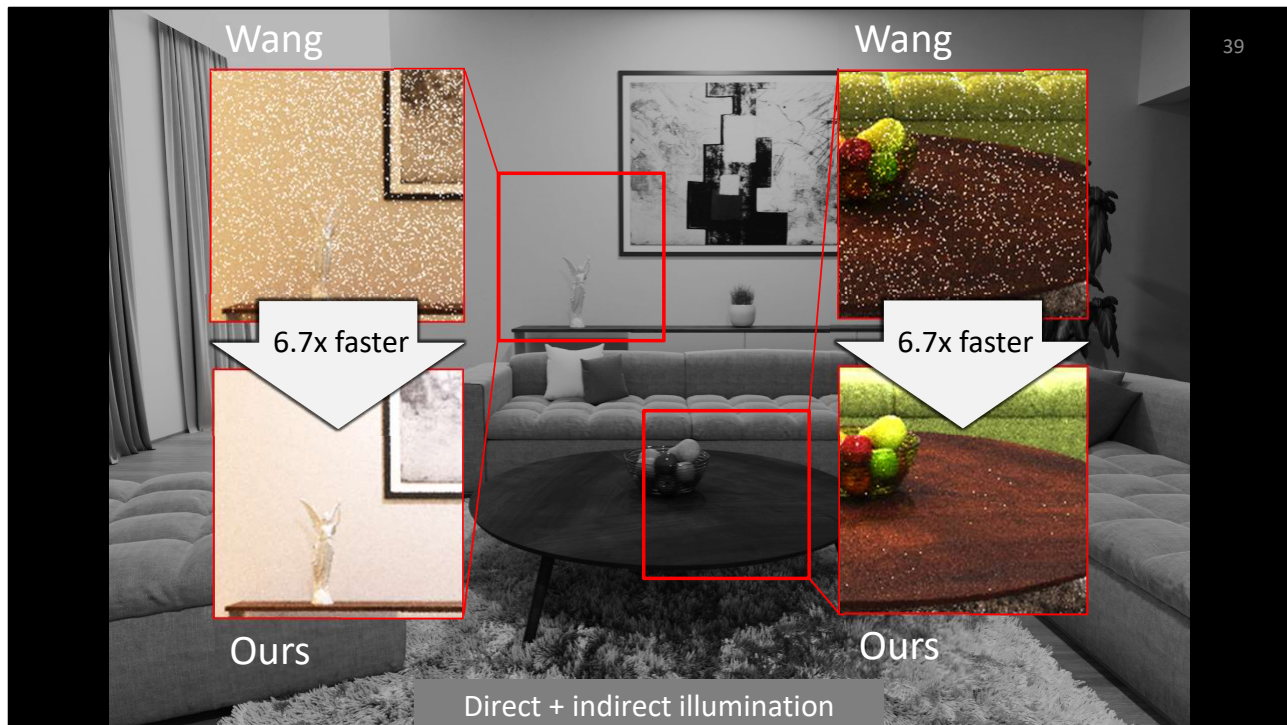 Wang
Wang
39
6.7x faster
6.7x faster
Ours
Ours
Direct + indirect illumination